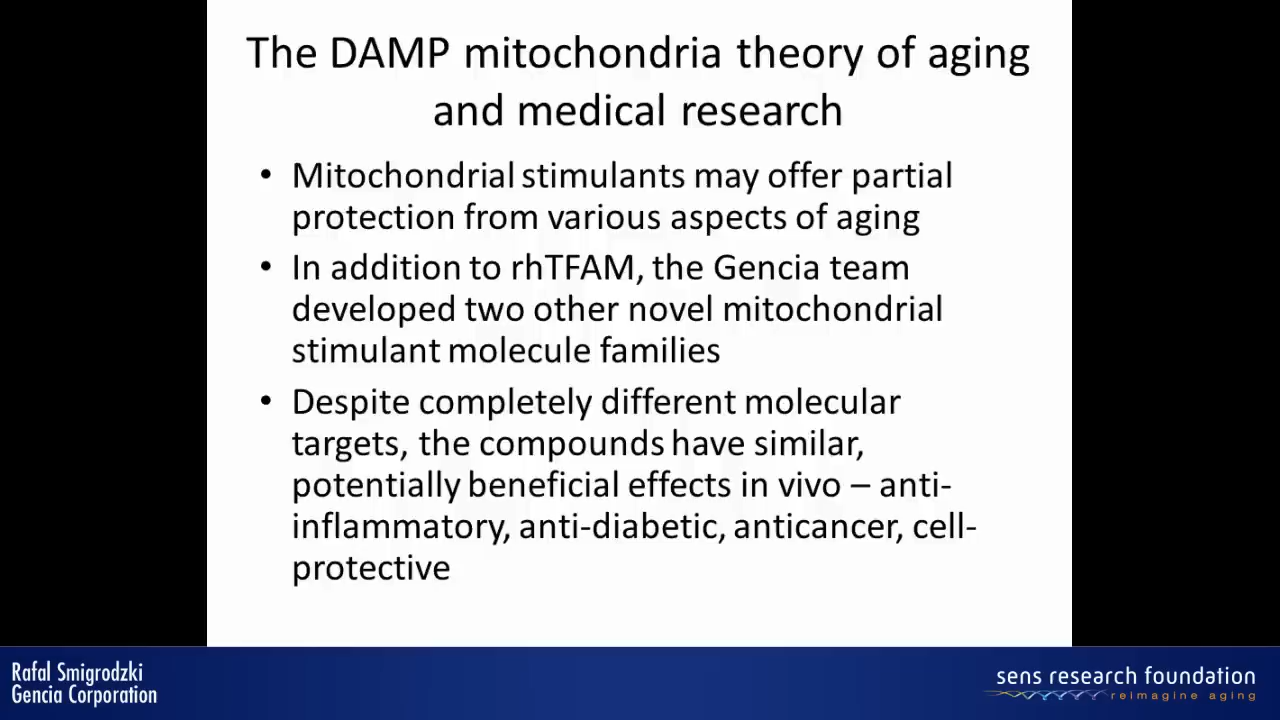 The DAMP mitochondria theory of aging
and medical research
• Mitochondrial stimulants may offer partial
protection from various aspects of aging
• In addition to rhTFAM, the Gencia team
developed two other novel mitochondrial
stimulant molecule families
• Despite completely different molecular
targets, the compounds have similar,
potentially beneficial effects in vivo – anti-
inflammatory, anti-diabetic, anticancer, cell-
protective
Rafal Smigrodzki
Gencia Corporation
sens research foundation
reimagine aging